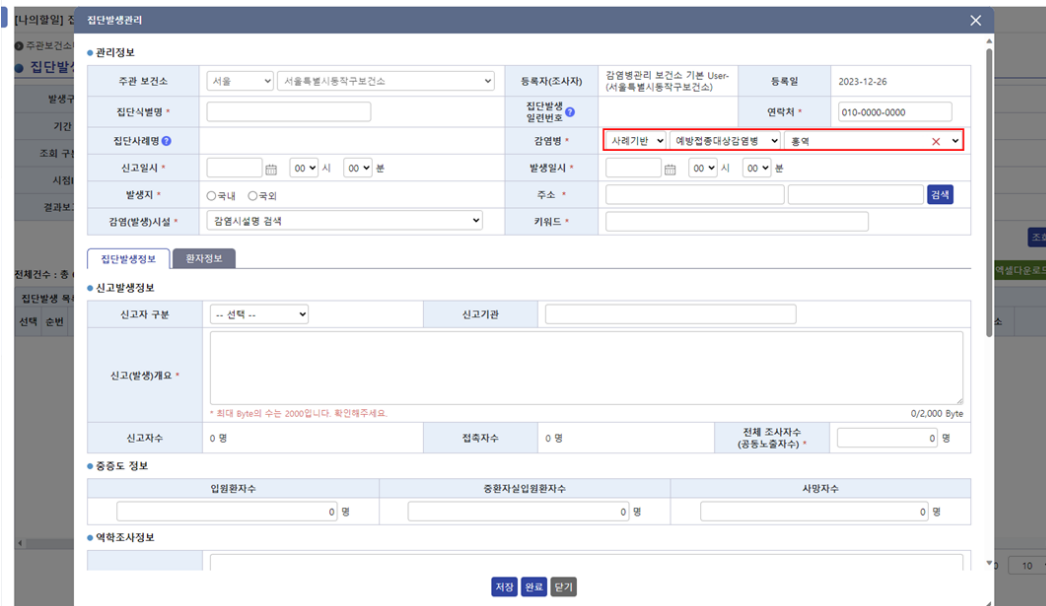 [나의할일] 집
집단발생관리
주관보건소
집단발생
발생구
기간
조회 구
시점
결과보
전체건수 : 총
집단발생 목
선택 순번
관리정보
주관 보건소 서울 서울특별시동작구보건소 등록자(조사자) 감염병관리 보건소 기본 User-(서울특별시동작구보건소) 등록일 2023-12-26
집단식별명 * 집단발생 일련번호 ? 연락처 * 010-0000-0000
집단사례명 ? 감염병 * 사례기반 예방접종대상감염병 홍역
신고일시 * 00 시 00 분 발생일시 * 00 시 00 분
발생지 * 국내 국외 주소 * 검색
감염(발생)시설 * 감염시설명 검색 키워드 *
집단발생정보 환자정보
신고발생정보
신고자 구분 -- 선택 -- 신고기관
신고(발생)개요 *
* 최대 Byte의 수는 2000입니다. 확인해주세요. 0/2,000 Byte
신고자수 0 명 접촉자수 0 명 전체 조사자수 (공동노출자수) * 0 명
중증도 정보
입원환자수 중환자실입원환자수 사망자수
0 명 0 명 0 명
역학조사정보
저장 완료 닫기
조회
엑셀다운로드
소
10